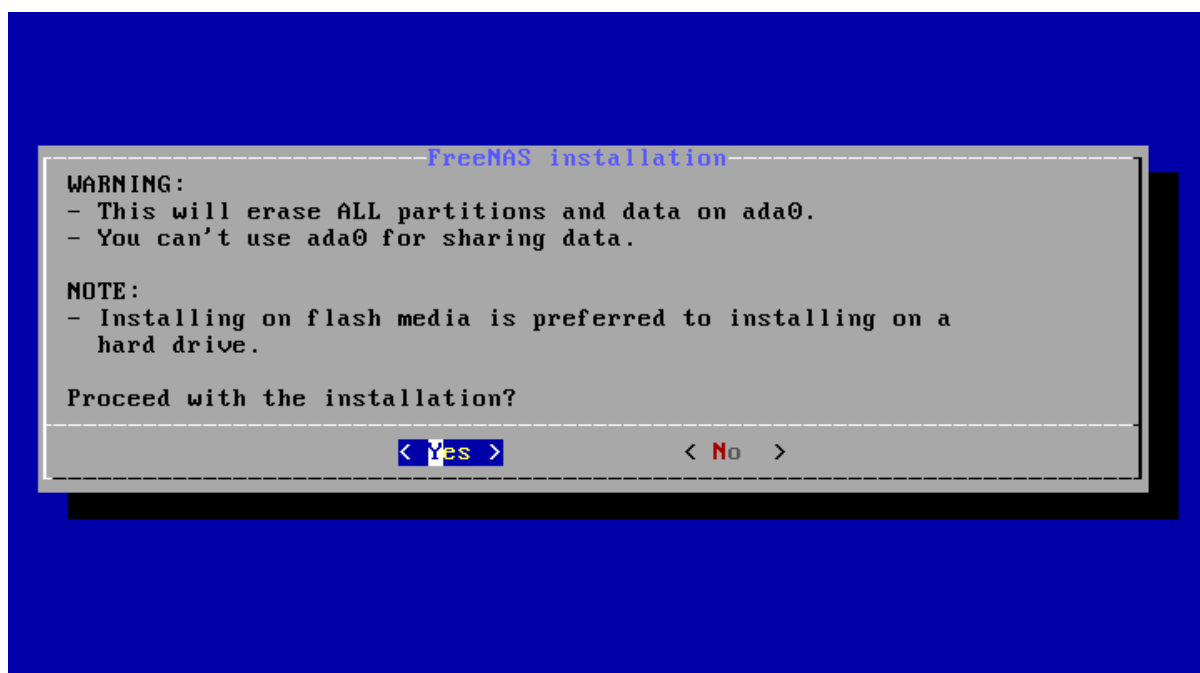 FreeNAS installation
WARNING:
- This will erase ALL partitions and data on ada0.
- You can't use ada0 for sharing data.
NOTE:
- Installing on flash media is preferred to installing on a
hard drive.
Proceed with the installation?
< Yes > < No >